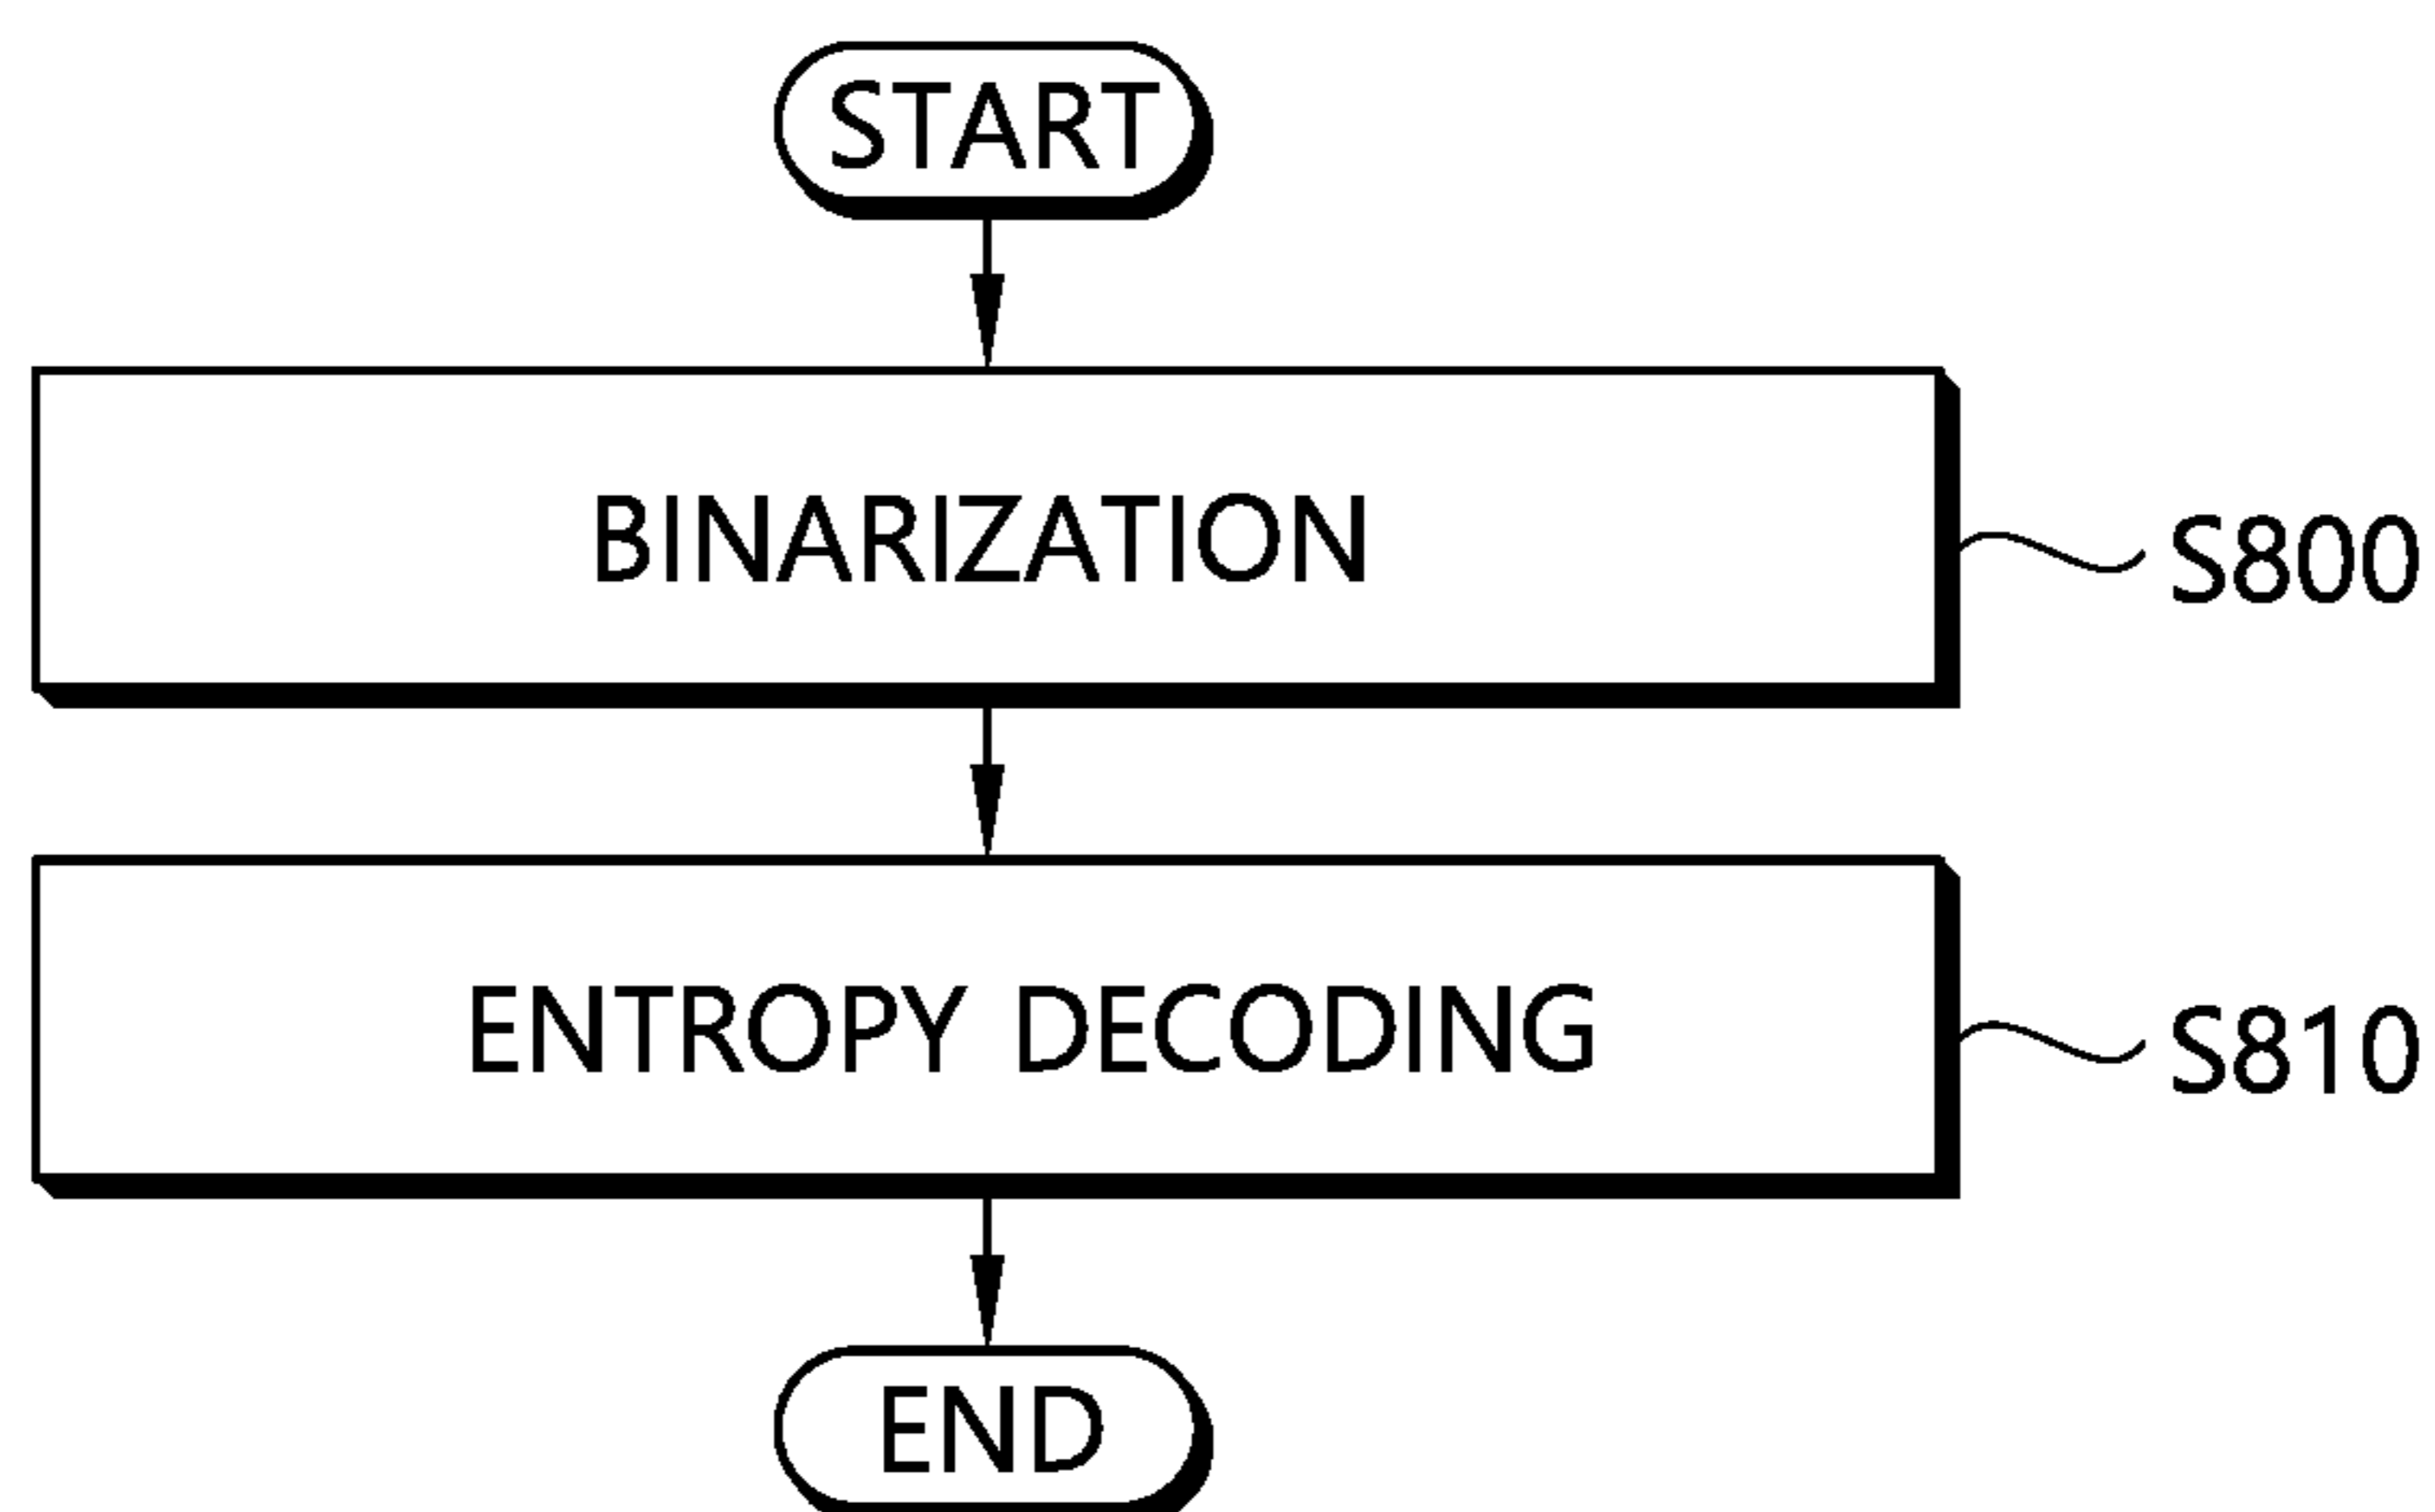 START
BINARIZATION
S800
ENTROPY DECODING
S810
END